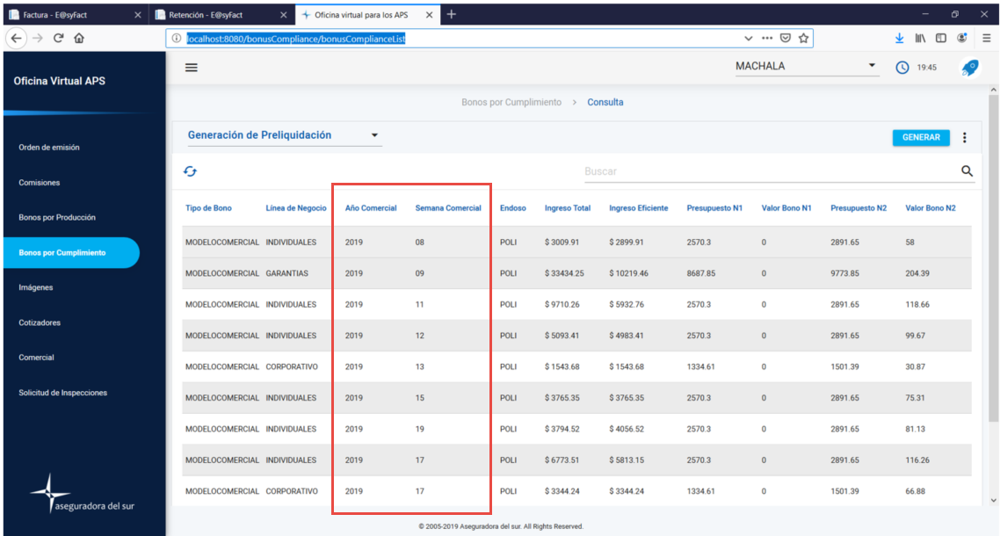 Factura - E@syFact
Retención - E@syFact
Oficina virtual para los APS
localhost:8080/bonusCompliance/bonusComplianceList
Oficina Virtual APS
MACHALA
19:45
Bonos por Cumplimiento > Consulta
Generación de Preliquidación
GENERAR
Buscar
Orden de emisión
Comisiones
Bonos por Producción
Bonos por Cumplimiento
Imágenes
Cotizadores
Comercial
Solicitud de Inspecciones
Tipo de Bono Línea de Negocio Año Comercial Semana Comercial Endoso Ingreso Total Ingreso Eficiente Presupuesto N1 Valor Bono N1 Presupuesto N2 Valor Bono N2
MODELOCOMERCIAL INDIVIDUALES 2019 08 POLI $ 3009.91 $ 2899.91 2570.3 0 2891.65 58
MODELOCOMERCIAL GARANTIAS 2019 09 POLI $ 33434.25 $ 10219.46 8687.85 0 9773.85 204.39
MODELOCOMERCIAL INDIVIDUALES 2019 11 POLI $ 9710.26 $ 5932.76 2570.3 0 2891.65 118.66
MODELOCOMERCIAL INDIVIDUALES 2019 12 POLI $ 5093.41 $ 4983.41 2570.3 0 2891.65 99.67
MODELOCOMERCIAL CORPORATIVO 2019 13 POLI $ 1543.68 $ 1543.68 1334.61 0 1501.39 30.87
MODELOCOMERCIAL INDIVIDUALES 2019 15 POLI $ 3765.35 $ 3765.35 2570.3 0 2891.65 75.31
MODELOCOMERCIAL INDIVIDUALES 2019 19 POLI $ 3794.52 $ 4056.52 2570.3 0 2891.65 81.13
MODELOCOMERCIAL INDIVIDUALES 2019 17 POLI $ 6773.51 $ 5813.15 2570.3 0 2891.65 116.26
MODELOCOMERCIAL CORPORATIVO 2019 17 POLI $ 3344.24 $ 3344.24 1334.61 0 1501.39 66.88
aseguradora del sur
© 2005-2019 Aseguradora del sur. All Rights Reserved.